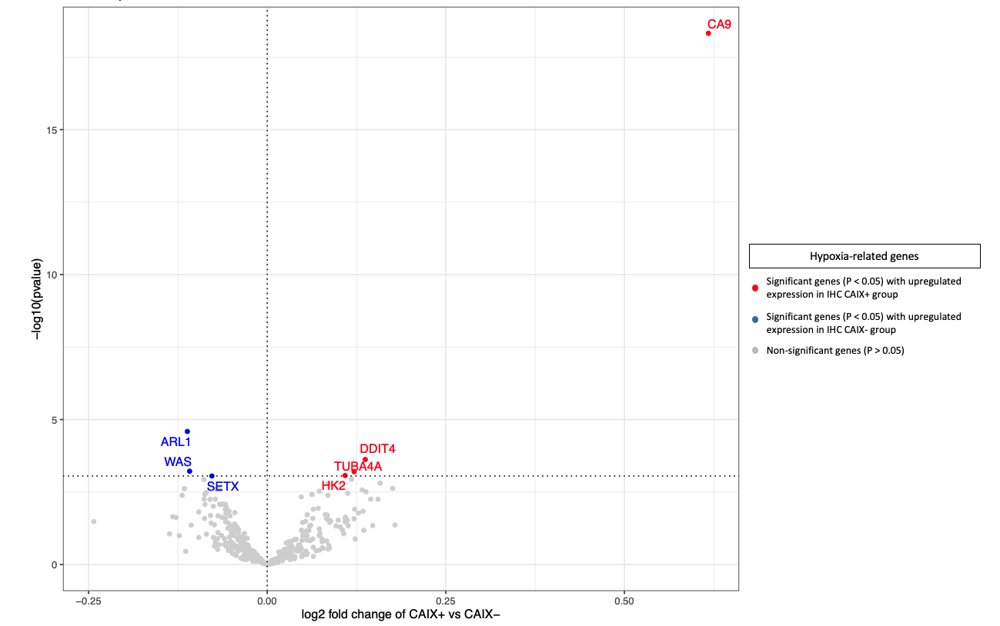 CA9
15
10
5
0
−log10(pvalue)
ARL1
WAS
SETX
DDIT4
TUBA4A
HK2
−0.25
0.00
0.25
0.50
log2 fold change of CAIX+ vs CAIX−
Hypoxia-related genes
Significant genes (P < 0.05) with upregulated
expression in IHC CAIX+ group
Significant genes (P < 0.05) with upregulated
expression in IHC CAIX- group
Non-significant genes (P > 0.05)